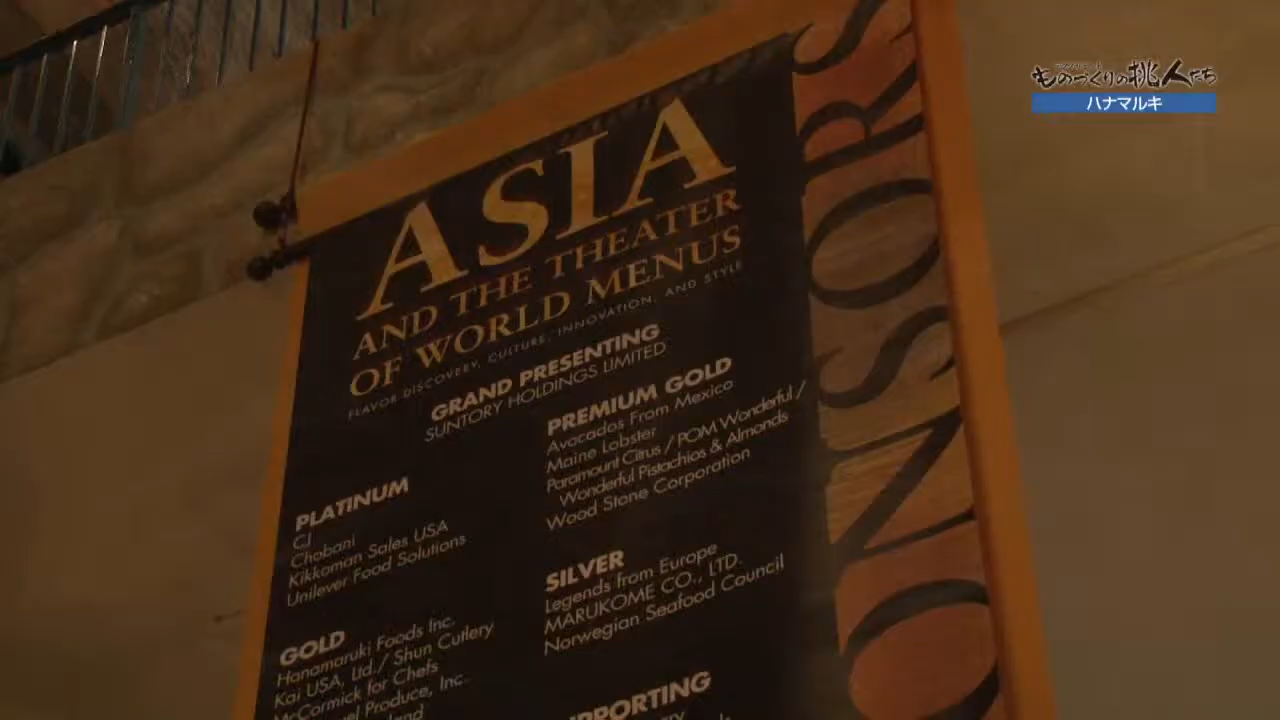 ものづくりの挑人たち
ハナマルキ
ASIA
AND THE THEATER
OF WORLD MENUS
FLAVOR DISCOVERY, CULTURE, INNOVATION, AND STYLE
GRAND PRESENTING
SUNTORY HOLDINGS LIMITED
PREMIUM GOLD
Avocados From Mexico
Maine Lobster
Paramount Citrus / POM Wonderful /
Wonderful Pistachios & Almonds
Wood Stone Corporation
PLATINUM
CJ
Chobani
Kikkoman Sales USA
Unilever Food Solutions
SILVER
Legends from Europe
MARUKOME CO., LTD.
Norwegian Seafood Council
GOLD
Hanamaruki Foods Inc.
Kai USA, Ltd./ Shun Cutlery
McCormick for Chefs
Produce, Inc.
ONSORS